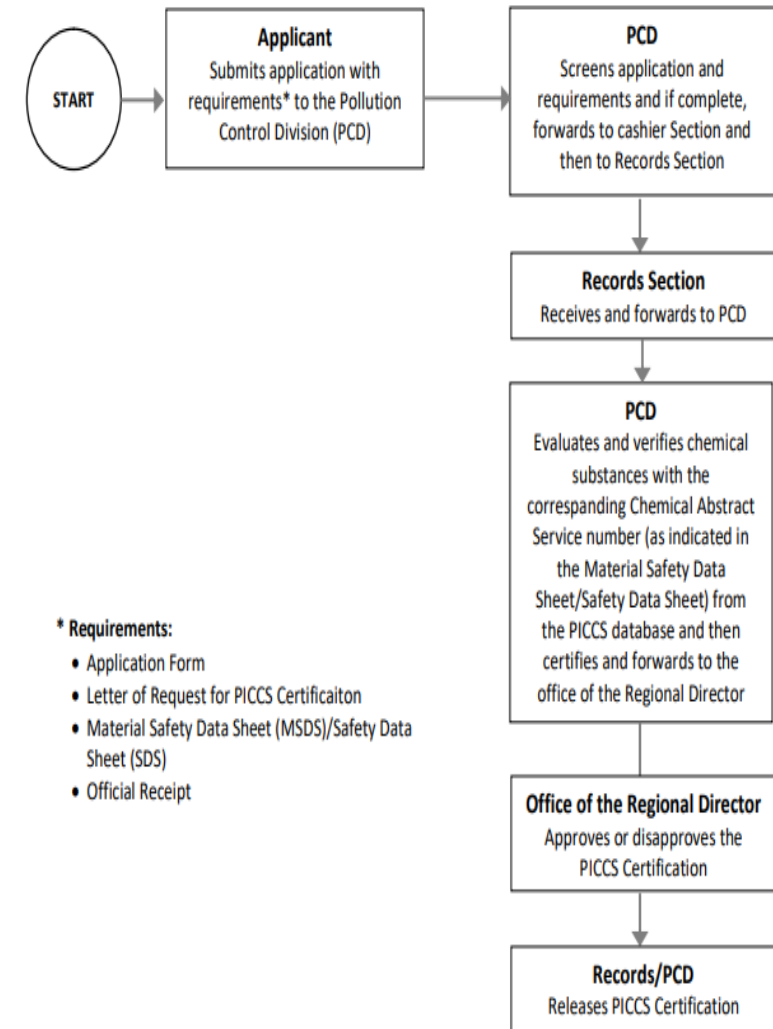 START
Applicant
Submits application with
requirements* to the Pollution
Control Division (PCD)
PCD
Screens application and
requirements and if complete,
forwards to cashier Section and
then to Records Section
Records Section
Receives and forwards to PCD
PCD
Evaluates and verifies chemical
substances with the
correspanding Chemical Abstract
Service number (as indicated in
the Material Safety Data
Sheet/Safety Data Sheet) from
the PICCS database and then
certifies and forwards to the
office of the Regional Director
* Requirements:
• Application Form
• Letter of Request for PICCS Certificaiton
• Material Safety Data Sheet (MSDS)/Safety Data
Sheet (SDS)
• Official Receipt
Office of the Regional Director
Approves or disapproves the
PICCS Certification
Records/PCD
Releases PICCS Certification